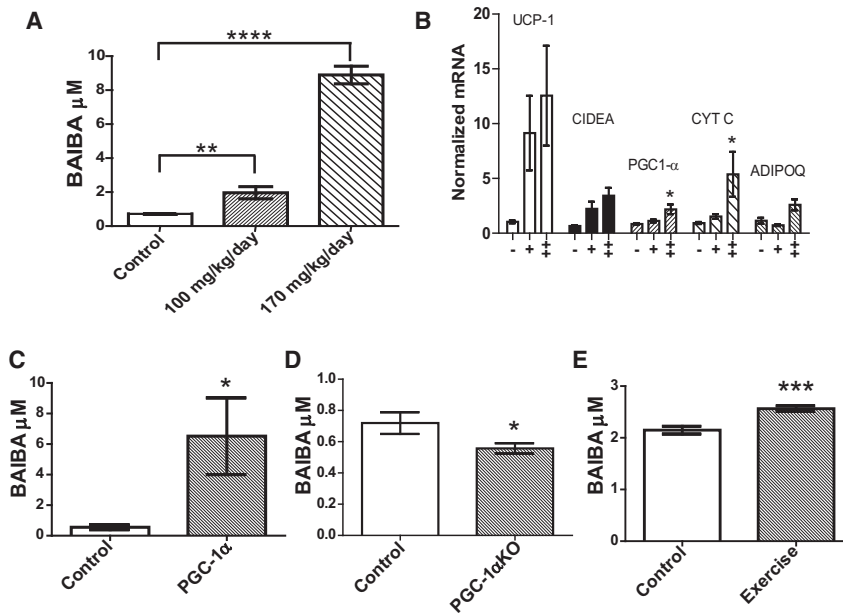 A
****
**
BAIBA μM
10
8
6
4
2
0
Control
100 mg/kg/day
170 mg/kg/day
B
Normalized mRNA
20
15
10
5
0
UCP-1
CIDEA
PGC1-α
*
CYT C
*
ADIPOQ
- + ++ - + ++ - + ++ - + ++ - + ++
C
BAIBA μM
10
8
6
4
2
0
*
Control
PGC-1α
D
BAIBA μM
1.0
0.8
0.6
0.4
0.2
0.0
*
Control
PGC-1αKO
E
BAIBA μM
3
2
1
0
***
Control
Exercise